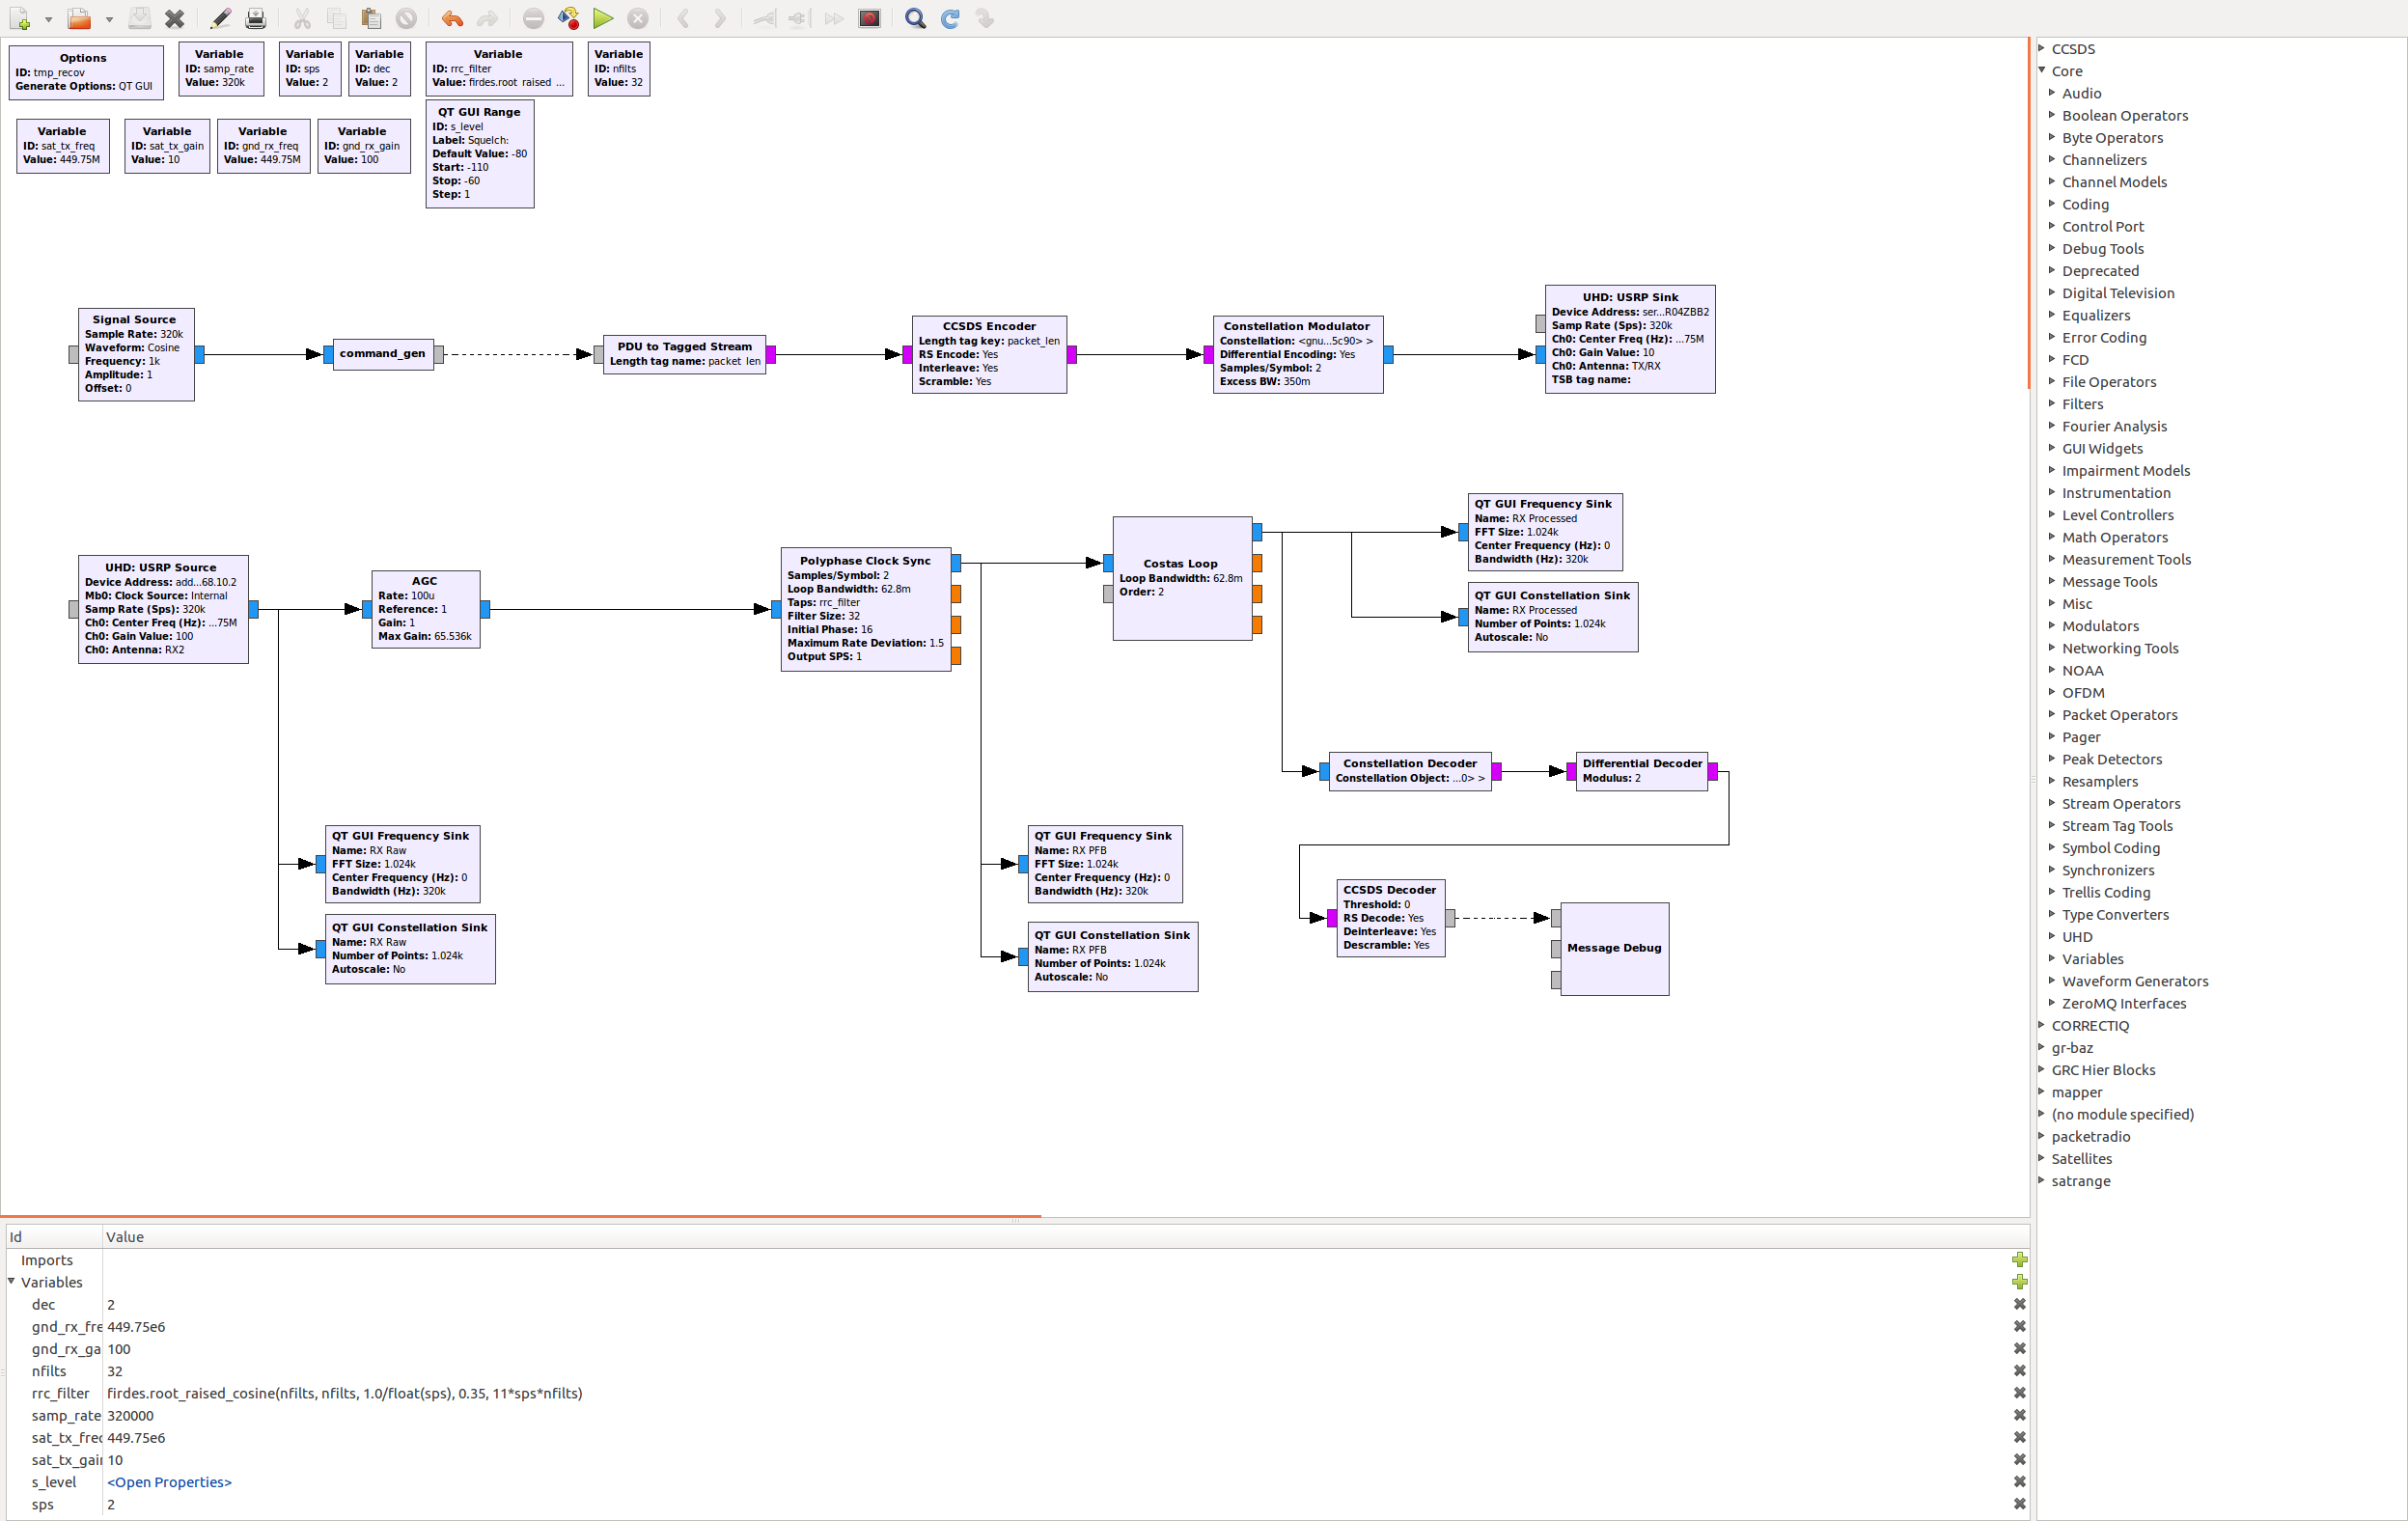 Options
ID: tmp_recov
Generate Options: QT GUI
Variable
ID: samp_rate
Value: 320k
Variable
ID: sps
Value: 2
Variable
ID: dec
Value: 2
Variable
ID: rrc_filter
Value: firdes.root_raised_...
Variable
ID: nfilts
Value: 32
Variable
ID: sat_tx_freq
Value: 449.75M
Variable
ID: sat_tx_gain
Value: 10
Variable
ID: gnd_rx_freq
Value: 449.75M
Variable
ID: gnd_rx_gain
Value: 100
QT GUI Range
ID: s_level
Label: Squelch:
Default Value: -80
Start: -110
Stop: -60
Step: 1
Signal Source
Sample Rate: 320k
Waveform: Cosine
Frequency: 1k
Amplitude: 1
Offset: 0
command_gen
PDU to Tagged Stream
Length tag name: packet_len
CCSDS Encoder
Length tag key: packet_len
RS Encode: Yes
Interleave: Yes
Scramble: Yes
Constellation Modulator
Constellation: <gnu...5c90> >
Differential Encoding: Yes
Samples/Symbol: 2
Excess BW: 350m
UHD: USRP Sink
Device Address: ser...R04ZBB2
Samp Rate (Sps): 320k
Ch0: Center Freq (Hz): ...75M
Ch0: Gain Value: 10
Ch0: Antenna: TX/RX
TSB tag name:
UHD: USRP Source
Device Address: add...68.10.2
Mb0: Clock Source: Internal
Samp Rate (Sps): 320k
Ch0: Center Freq (Hz): ...75M
Ch0: Gain Value: 100
Ch0: Antenna: RX2
AGC
Rate: 100u
Reference: 1
Gain: 1
Max Gain: 65.536k
Polyphase Clock Sync
Samples/Symbol: 2
Loop Bandwidth: 62.8m
Taps: rrc_filter
Filter Size: 32
Initial Phase: 16
Maximum Rate Deviation: 1.5
Output SPS: 1
Costas Loop
Loop Bandwidth: 62.8m
Order: 2
QT GUI Frequency Sink
Name: RX Processed
FFT Size: 1.024k
Center Frequency (Hz): 0
Bandwidth (Hz): 320k
QT GUI Constellation Sink
Name: RX Processed
Number of Points: 1.024k
Autoscale: No
Constellation Decoder
Constellation Object: ...0> >
Differential Decoder
Modulus: 2
QT GUI Frequency Sink
Name: RX Raw
FFT Size: 1.024k
Center Frequency (Hz): 0
Bandwidth (Hz): 320k
QT GUI Constellation Sink
Name: RX Raw
Number of Points: 1.024k
Autoscale: No
QT GUI Frequency Sink
Name: RX PFB
FFT Size: 1.024k
Center Frequency (Hz): 0
Bandwidth (Hz): 320k
QT GUI Constellation Sink
Name: RX PFB
Number of Points: 1.024k
Autoscale: No
CCSDS Decoder
Threshold: 0
RS Decode: Yes
Deinterleave: Yes
Descramble: Yes
Message Debug
CCSDS
Core
Audio
Boolean Operators
Byte Operators
Channelizers
Channel Models
Coding
Control Port
Debug Tools
Deprecated
Digital Television
Equalizers
Error Coding
FCD
File Operators
Filters
Fourier Analysis
GUI Widgets
Impairment Models
Instrumentation
Level Controllers
Math Operators
Measurement Tools
Message Tools
Misc
Modulators
Networking Tools
NOAA
OFDM
Packet Operators
Pager
Peak Detectors
Resamplers
Stream Operators
Stream Tag Tools
Symbol Coding
Synchronizers
Trellis Coding
Type Converters
UHD
Variables
Waveform Generators
ZeroMQ Interfaces
CORRECTIQ
gr-baz
GRC Hier Blocks
mapper
(no module specified)
packetradio
Satellites
satrange
Id Value
Imports
Variables
dec 2
gnd_rx_fre 449.75e6
gnd_rx_ga 100
nfilts 32
rrc_filter firdes.root_raised_cosine(nfilts, nfilts, 1.0/float(sps), 0.35, 11*sps*nfilts)
samp_rate 320000
sat_tx_fre 449.75e6
sat_tx_gai 10
s_level <Open Properties>
sps 2